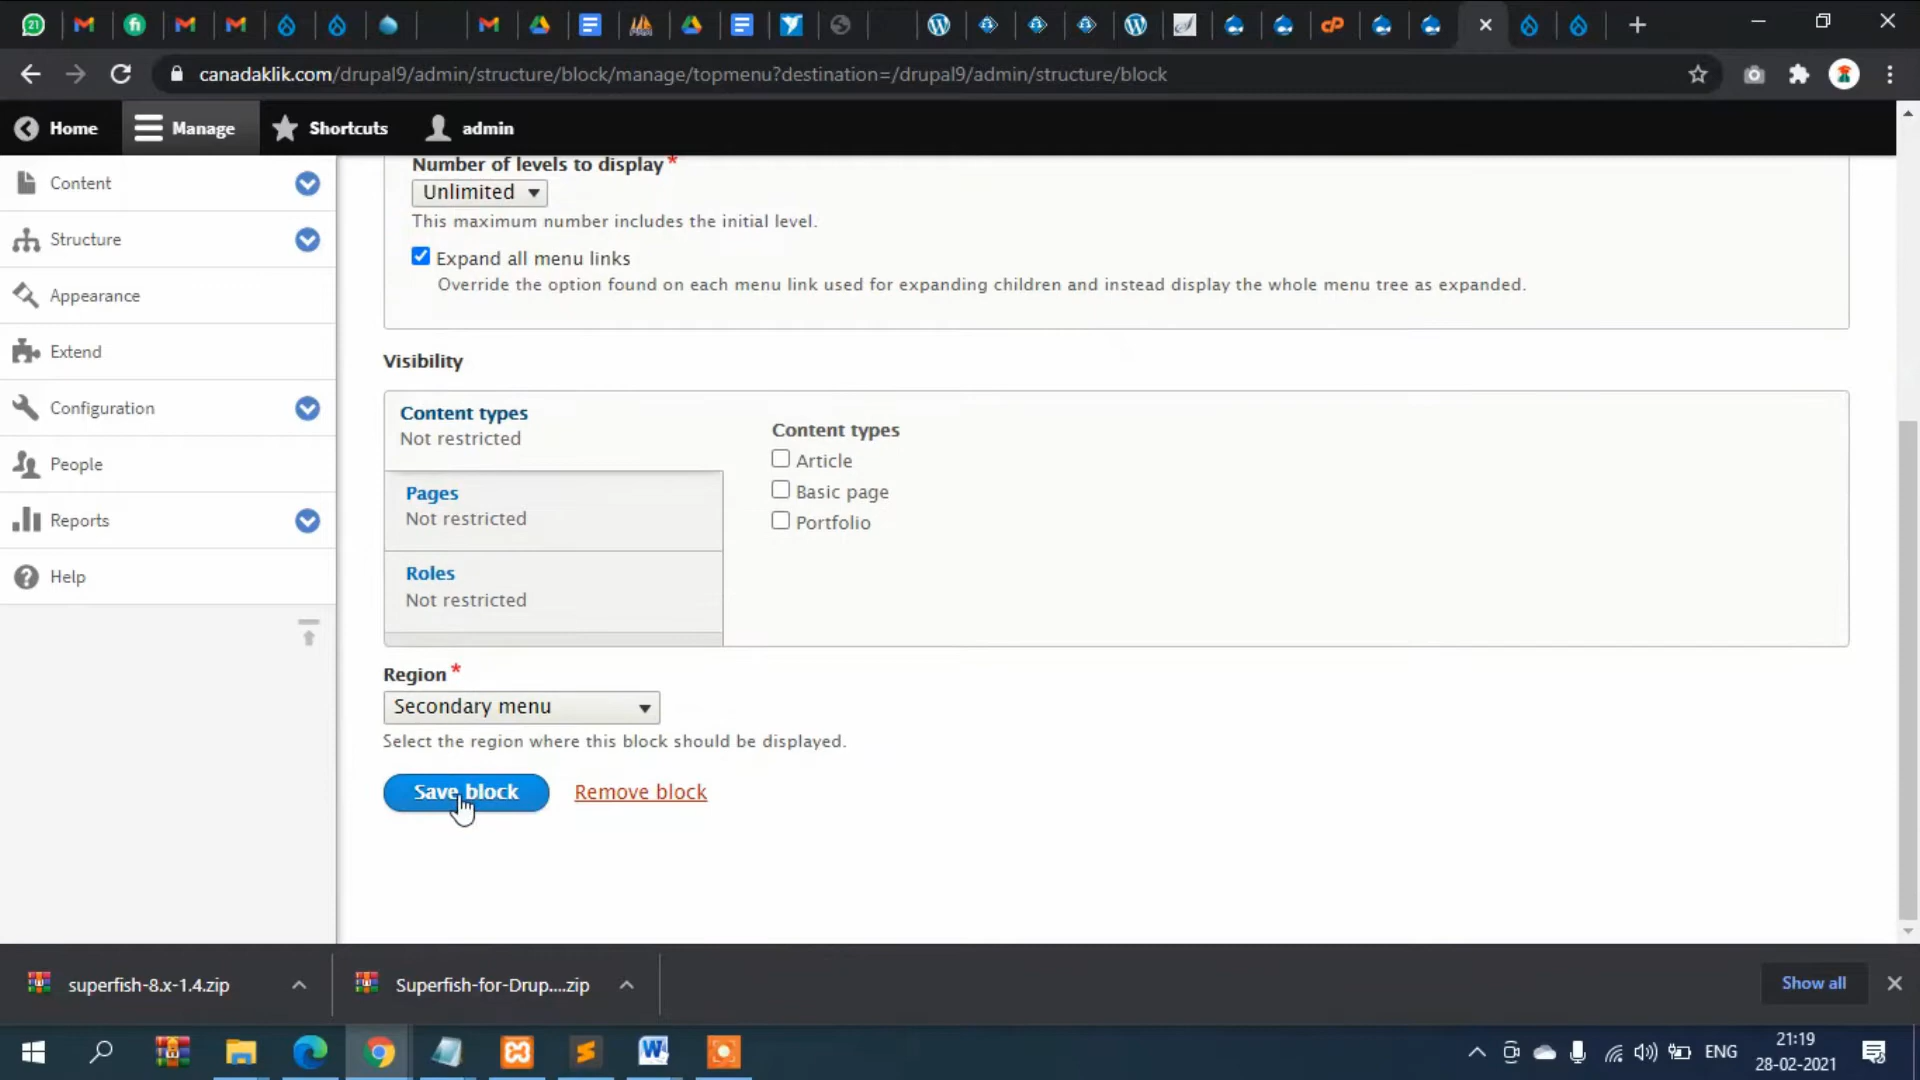 21
canadaklik.com/drupal9/admin/structure/block/manage/topmenu?destination=/drupal9/admin/structure/block
Home
Manage
Shortcuts
admin
Content
Structure
Appearance
Extend
Configuration
People
Reports
Help
Number of levels to display*
Unlimited
This maximum number includes the initial level.
Expand all menu links
Override the option found on each menu link used for expanding children and instead display the whole menu tree as expanded.
Visibility
Content types
Not restricted
Pages
Not restricted
Roles
Not restricted
Content types
Article
Basic page
Portfolio
Region*
Secondary menu
Select the region where this block should be displayed.
Save block
Remove block
superfish-8.x-1.4.zip
Superfish-for-Drup....zip
Show all
ENG
21:19
28-02-2021